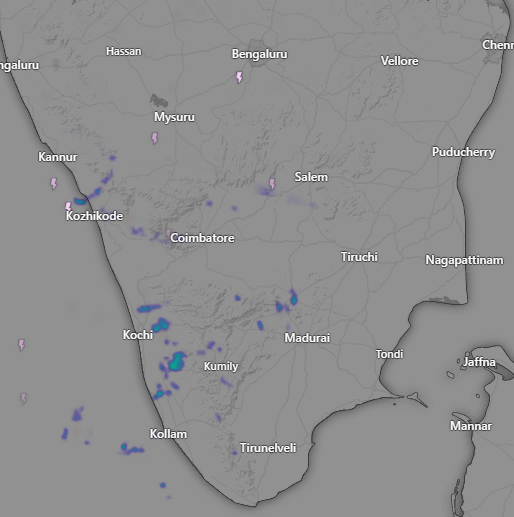 Hassan
Bengaluru
Chenn
ngaluru
Vellore
Mysuru
Kannur
Puducherry
Salem
Kozhikode
Coimbatore
Tiruchi
Nagapattinam
Kochi
Madurai
Tondi
Kumily
Jaffna
Kollam
Mannar
Tirunelveli